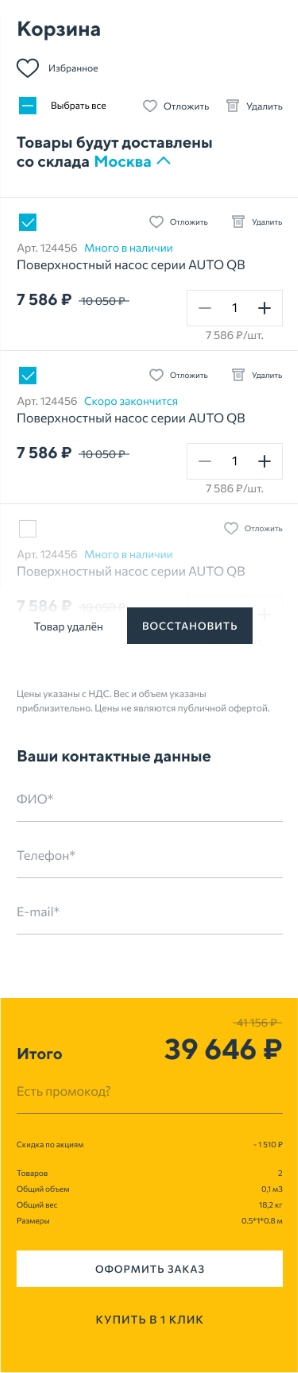 Корзина
Избранное
Выбрать все Отложить Удалить
Товары будут доставлены
со склада Москва
Отложить Удалить
Арт. 124456 Много в наличии
Поверхностный насос серии AUTO QB
7 586 ₽ 10 050 ₽ 1
7 586 ₽/шт.
Отложить Удалить
Арт. 124456 Скоро закончится
Поверхностный насос серии AUTO QB
7 586 ₽ 10 050 ₽ 1
7 586 ₽/шт.
Отложить
Арт. 124456 Много в наличии
Поверхностный насос серии AUTO QB
7 586 ₽ 10 050 ₽
Товар удалён ВОССТАНОВИТЬ
Цены указаны с НДС. Вес и объем указаны
приблизительно. Цены не являются публичной офертой.
Ваши контактные данные
ФИО*
Телефон*
E-mail*
41 156 ₽
Итого 39 646 ₽
Есть промокод?
Скидка по акциям - 1 510 ₽
Товаров 2
Общий объем 0,1 м3
Общий вес 18,2 кг
Размеры 0.5*1*0.8 м
ОФОРМИТЬ ЗАКАЗ
КУПИТЬ В 1 КЛИК